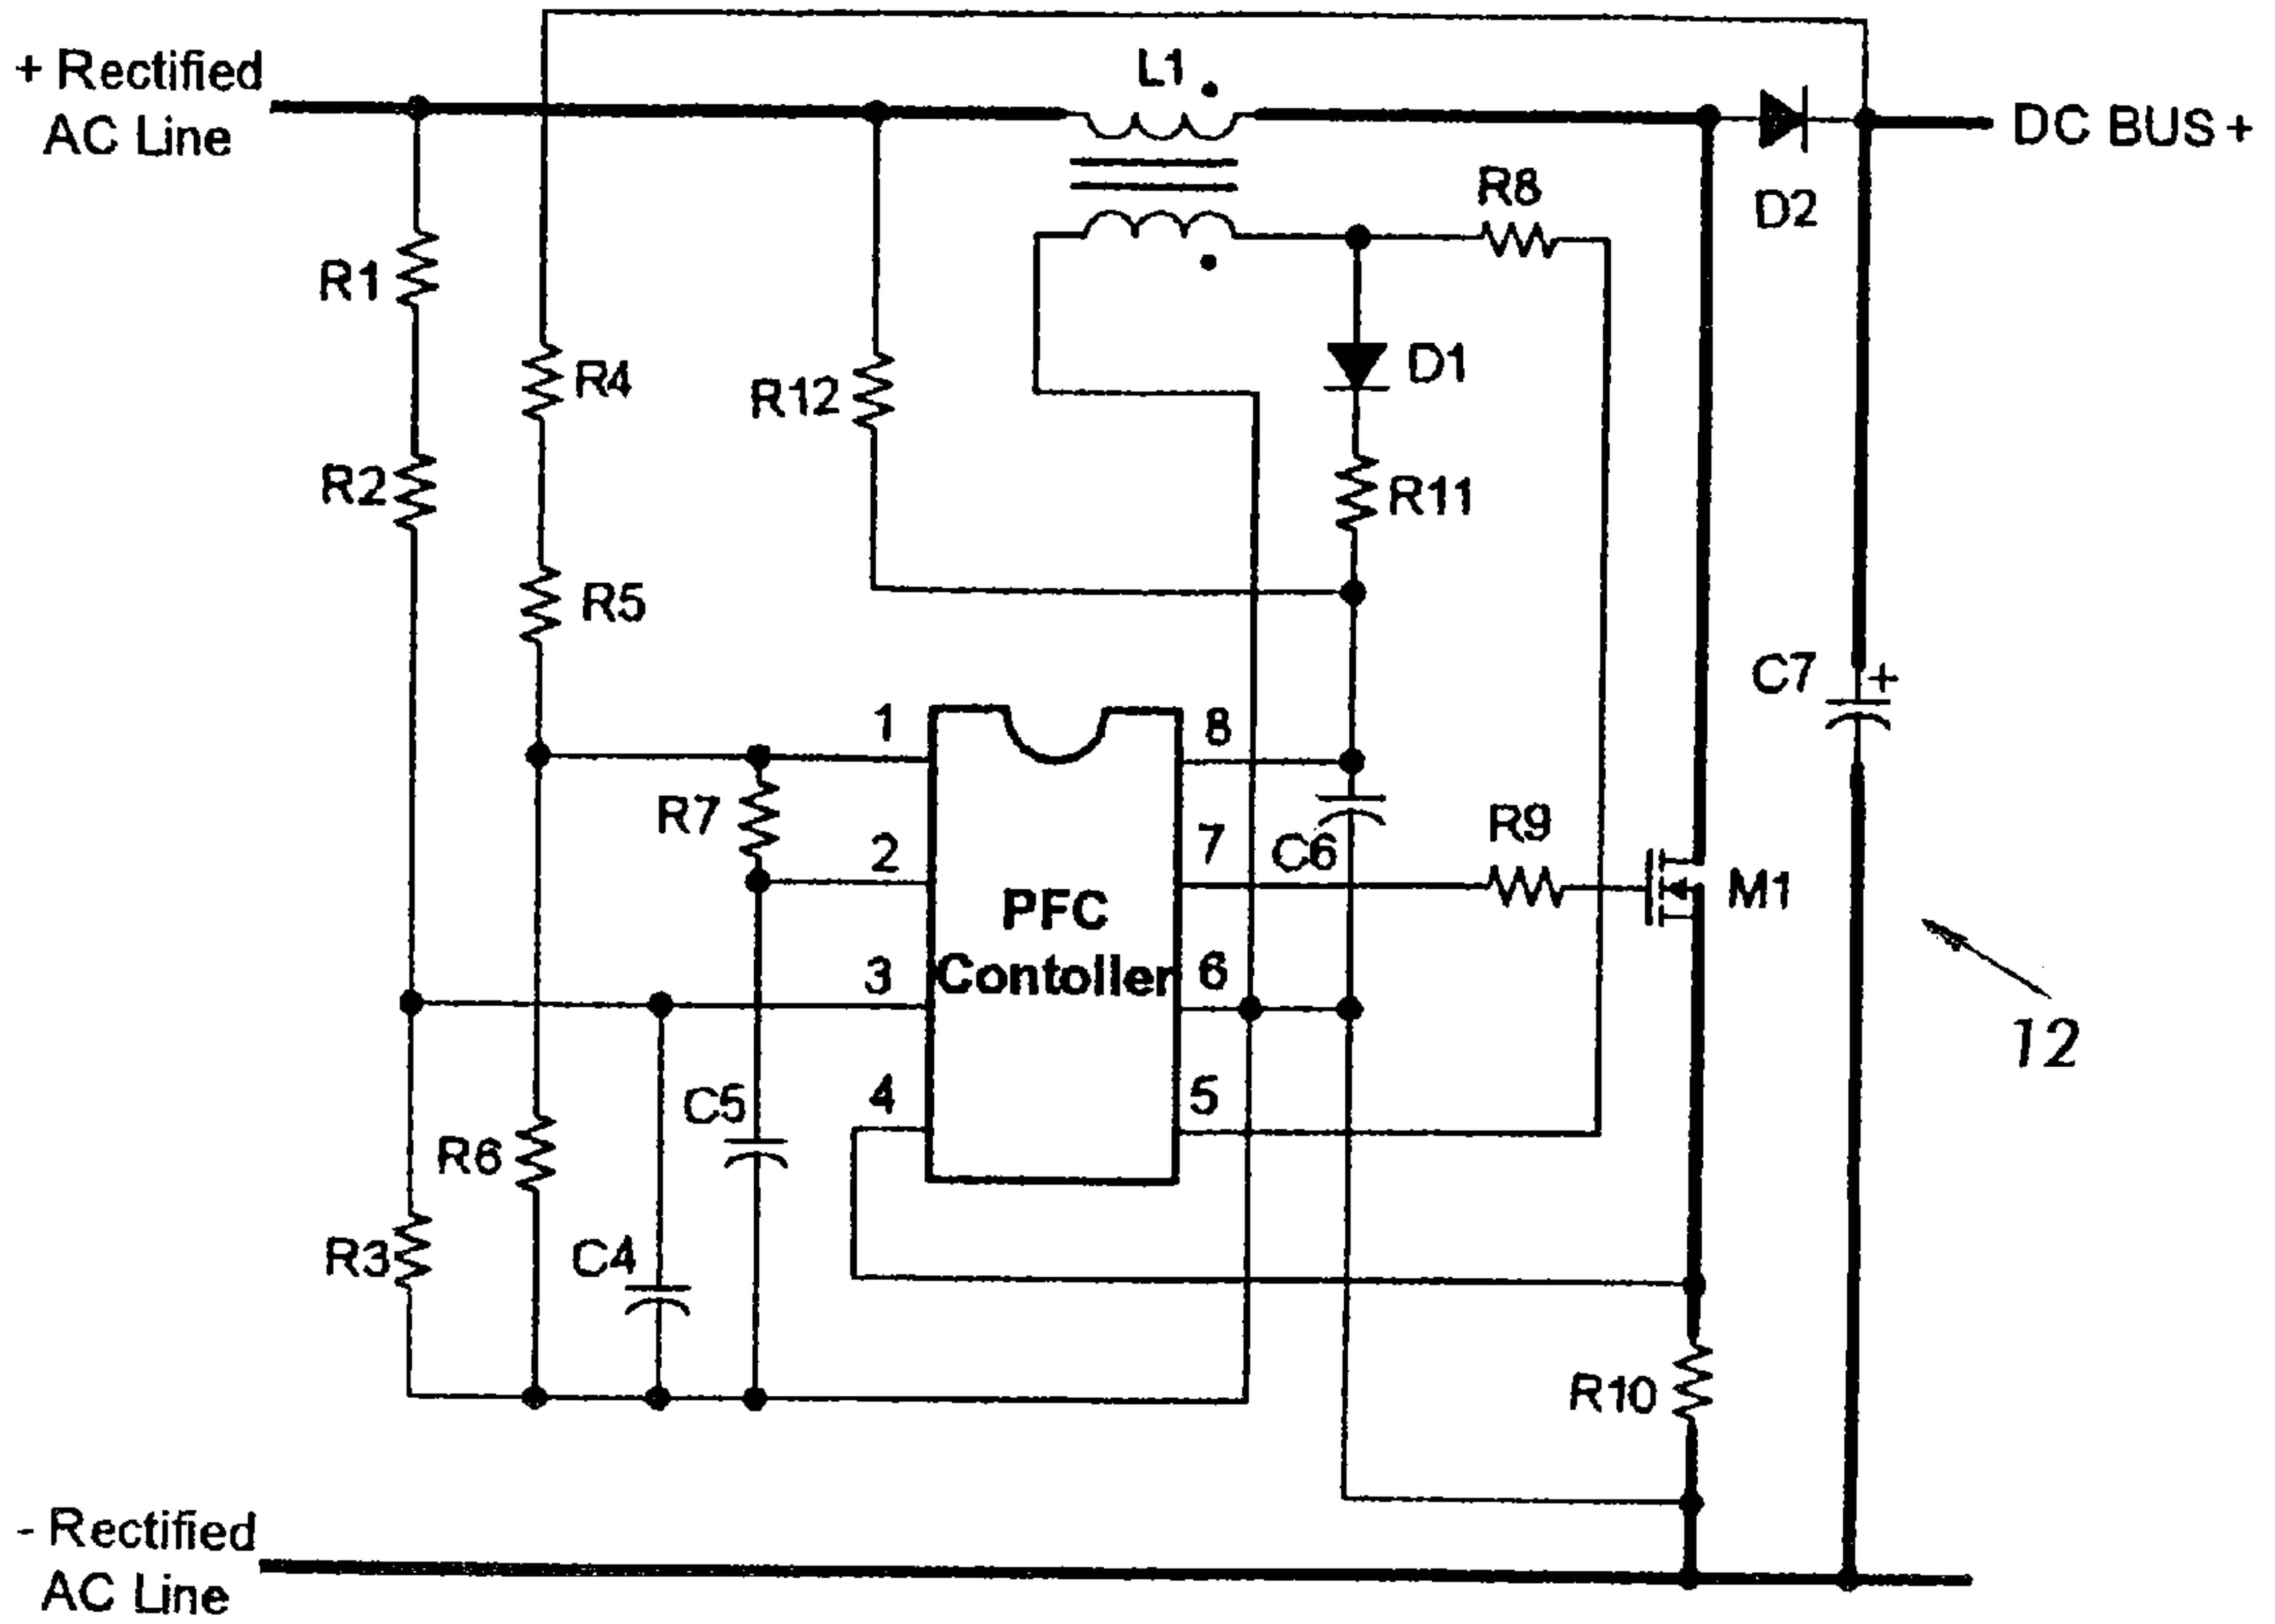 + Rectified
AC Line
L1
DC BUS +
D2
R8
R1
R4
R12
D1
R2
R11
R5
C7
+
1
8
R7
R9
2
7
C6
M1
PFC
Contoller
3
6
12
4
C5
5
R6
R3
C4
R10
- Rectified
AC Line